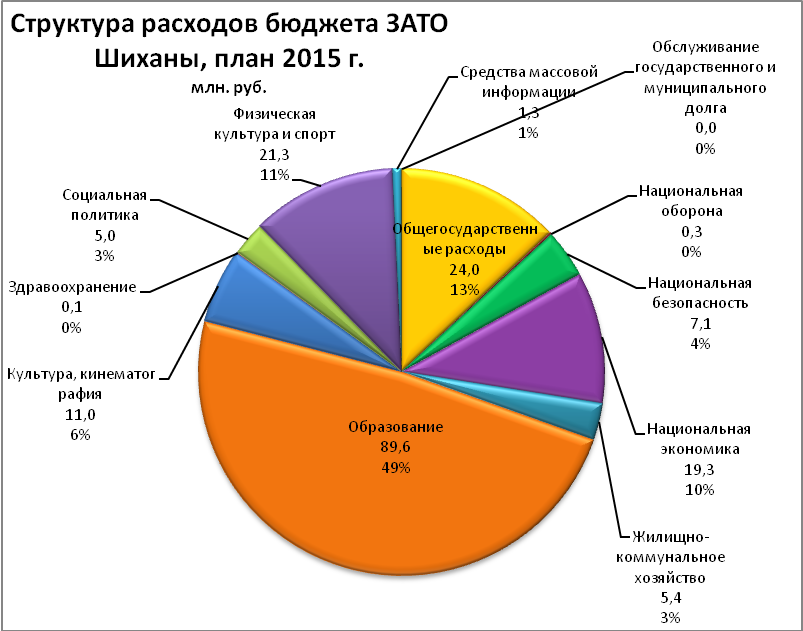 Структура расходов бюджета ЗАТО
Шиханы, план 2015 г.
млн. руб.
Средства массовой
информации
1,3
1%
Обслуживание
государственного и
муниципального
долга
0,0
0%
Физическая
культура и спорт
21,3
11%
Социальная
политика
5,0
3%
Здравоохранение
0,1
0%
Культура, кинематог
рафия
11,0
6%
Общегосударственн
ые расходы
24,0
13%
Национальная
оборона
0,3
0%
Национальная
безопасность
7,1
4%
Национальная
экономика
19,3
10%
Жилищно-
коммунальное
хозяйство
5,4
3%
Образование
89,6
49%